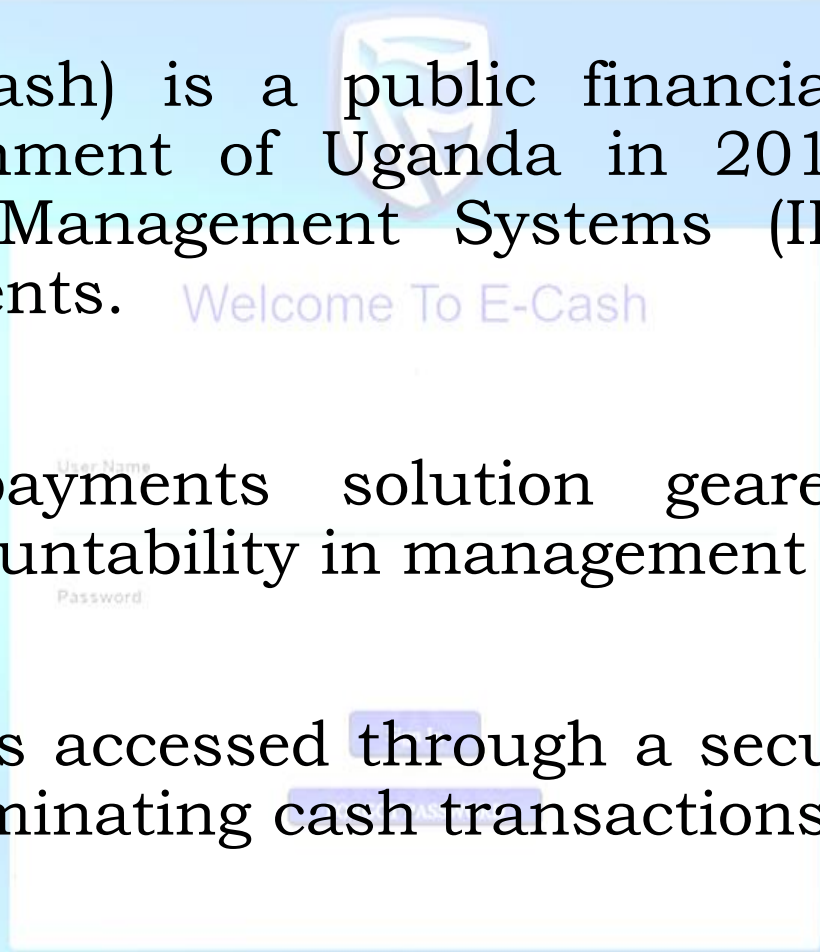 ash) is a public financia
nment of Uganda in 201
Management Systems (I
ents.
Welcome To E-Cash
User Name
payments solution geare
untability in management
Password
s accessed through a secu
minating cash transactions